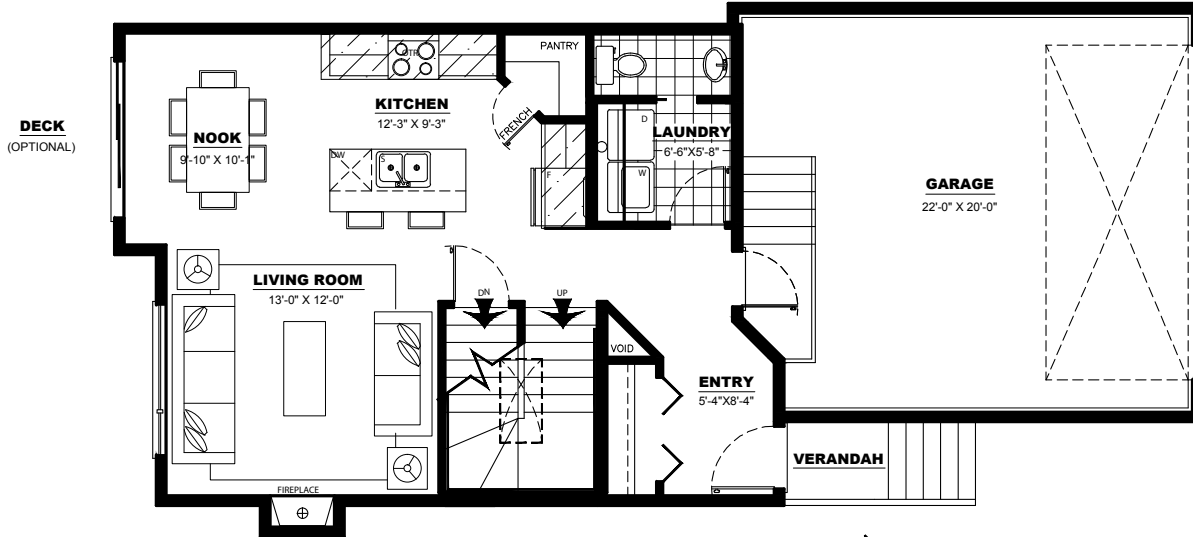 PANTRY
OTR
KITCHEN
12'-3" X 9'-3"
FRENCH
DECK
(OPTIONAL)
NOOK
9'-10" X 10'-1"
D
LAUNDRY
6'-6"X5'-8"
DW
S
F
W
GARAGE
22'-0" X 20'-0"
LIVING ROOM
13'-0" X 12'-0"
DN
UP
VOID
ENTRY
5'-4"X8'-4"
VERANDAH
FIREPLACE